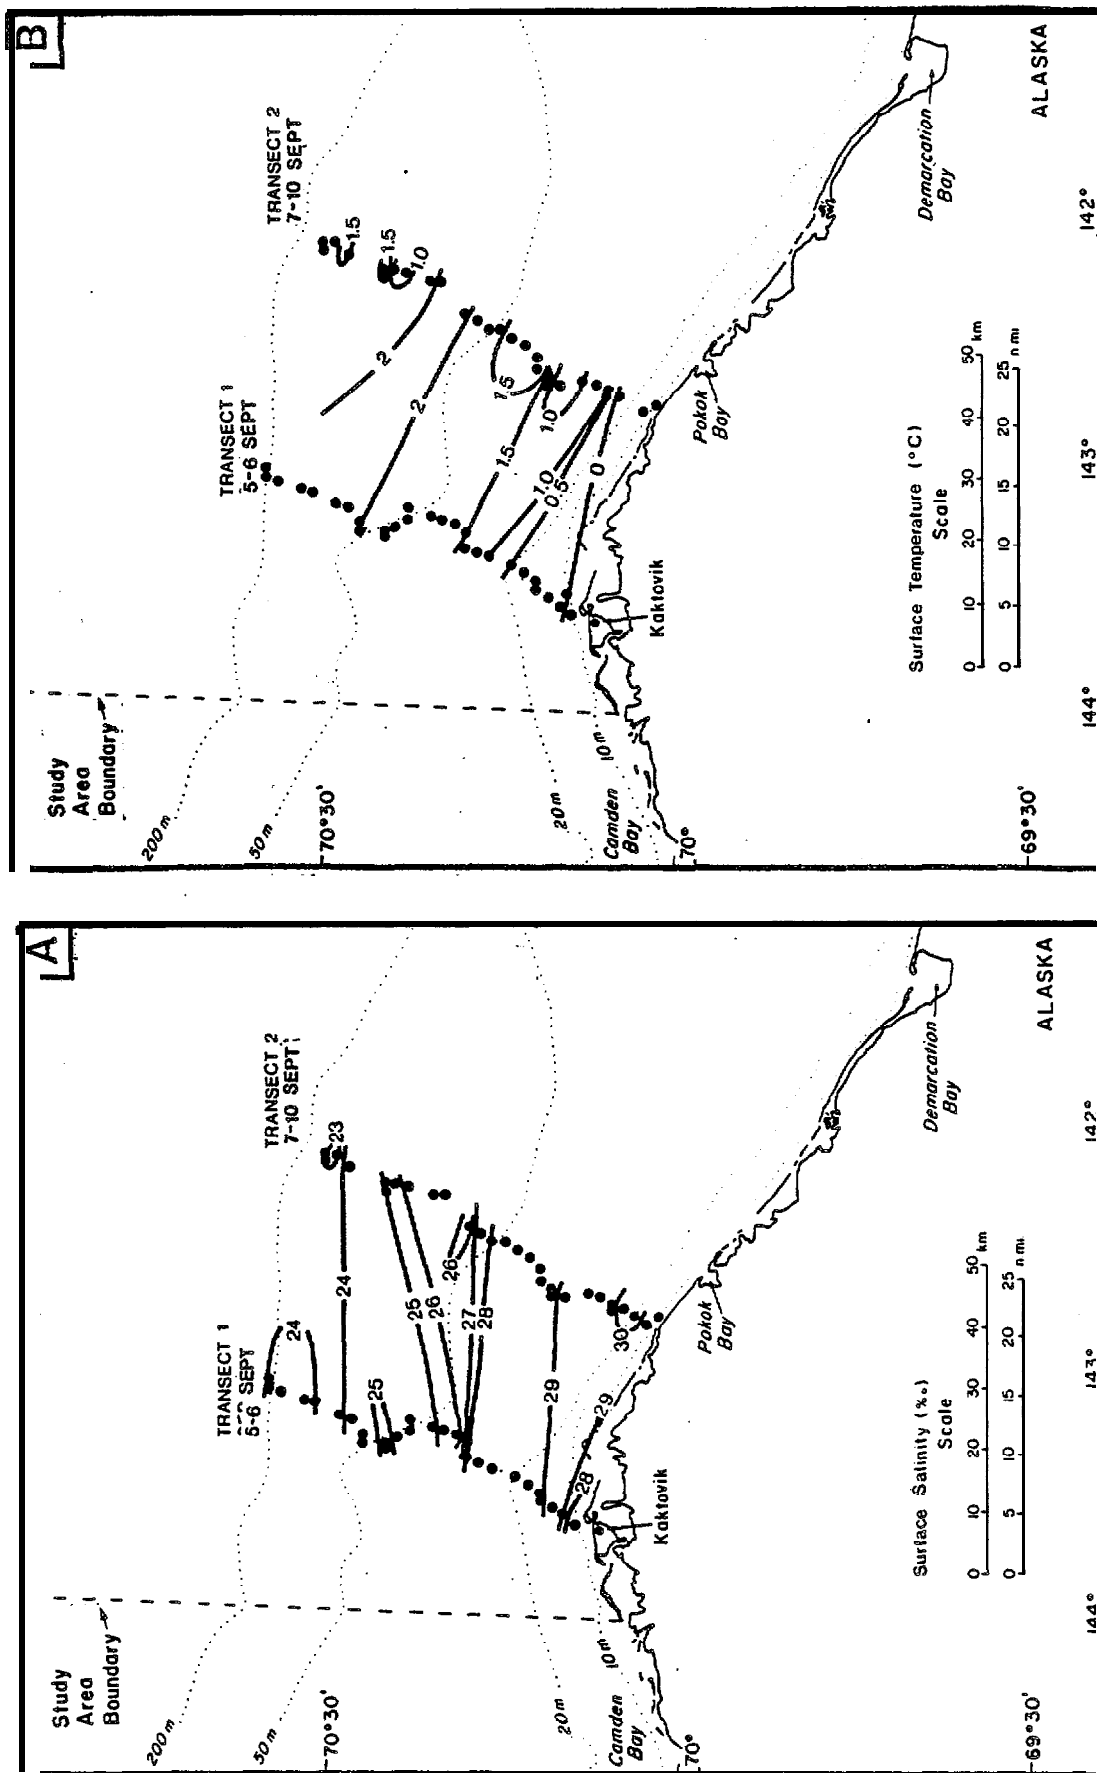 B
TRANSECT 2
7-10 SEPT
TRANSECT 1
5-6 SEPT
Study
Area
Boundary
200 m
50 m
70°30'
1.5
1.5
1.0
2
2
1.5
1.5
1.0
1.0
0.5
0
20 m
10 m
Camden
Bay
70°
Kaktovik
Pokok
Bay
Demarcation
Bay
ALASKA
Surface Temperature (°C)
Scale
0 10 20 30 40 50 km
0 5 10 15 20 25 n mi
69°30'
144°
143°
142°
A
TRANSECT 2
7-10 SEPT
TRANSECT 1
SEPT
5-6
Study
Area
Boundary
200 m
50 m
70°30'
23
24
24
25
25
26
26
27
28
29
29
28
30
20 m
10 m
Camden
Bay
70°
Kaktovik
Pokok
Bay
Demarcation
Bay
ALASKA
Surface Salinity (‰)
Scale
0 10 20 30 40 50 km
0 5 10 15 20 25 n mi
69°30'
144°
143°
142°